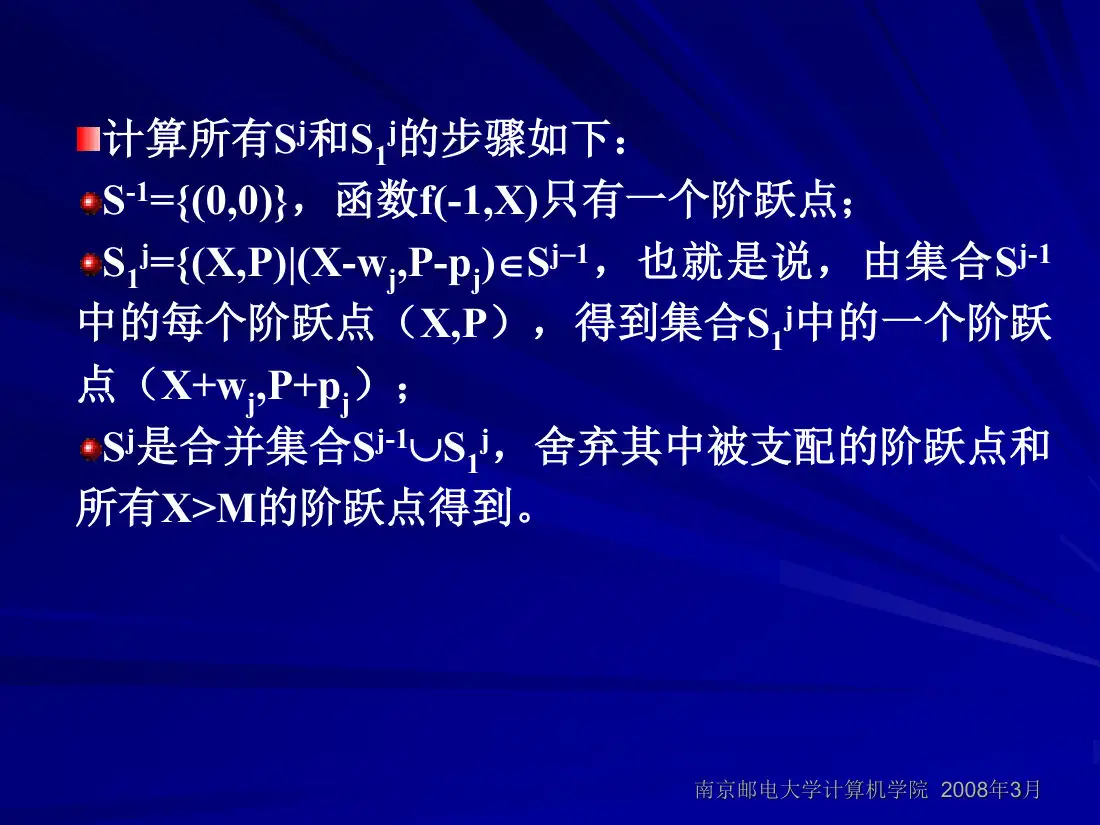 计算所有Sʲ和S₁ʲ的步骤如下：
S⁻¹={(0,0)}，函数f(-1,X)只有一个阶跃点；
S₁ʲ={(X,P)|(X-wⱼ,P-pⱼ)∈Sʲ⁻¹，也就是说，由集合Sʲ⁻¹
中的每个阶跃点（X,P），得到集合S₁ʲ中的一个阶跃
点（X+wⱼ,P+pⱼ）；
Sʲ是合并集合Sʲ⁻¹∪S₁ʲ，舍弃其中被支配的阶跃点和
所有X>M的阶跃点得到。
南京邮电大学计算机学院 2008年3月